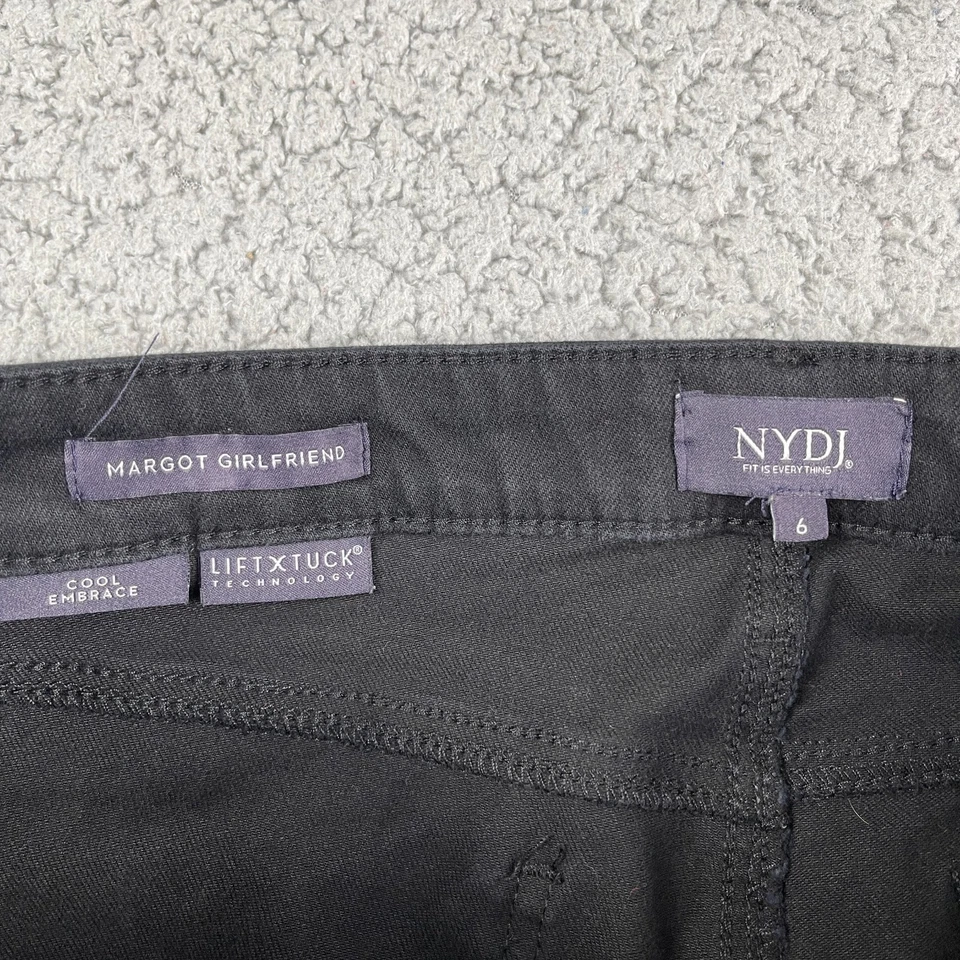 MARGOT GIRLFRIEND
NYDJ®
FIT IS EVERYTHING
6
COOL
EMBRACE
LIFTXTUCK®
TECHNOLOGY